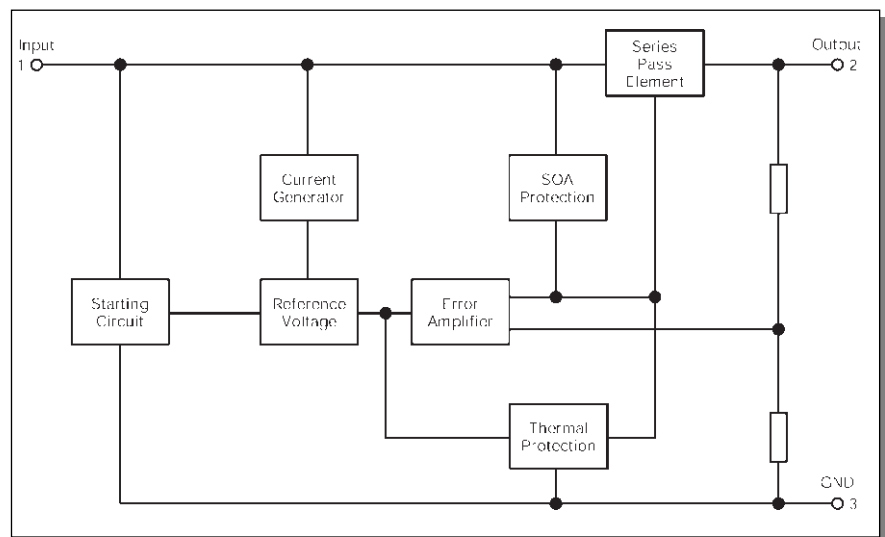 Input
1
Series
Pass
Element
Output
2
Current
Generator
SOA
Protection
Starting
Circuit
Reference
Voltage
Error
Amplifier
Thermal
Protection
GND
3